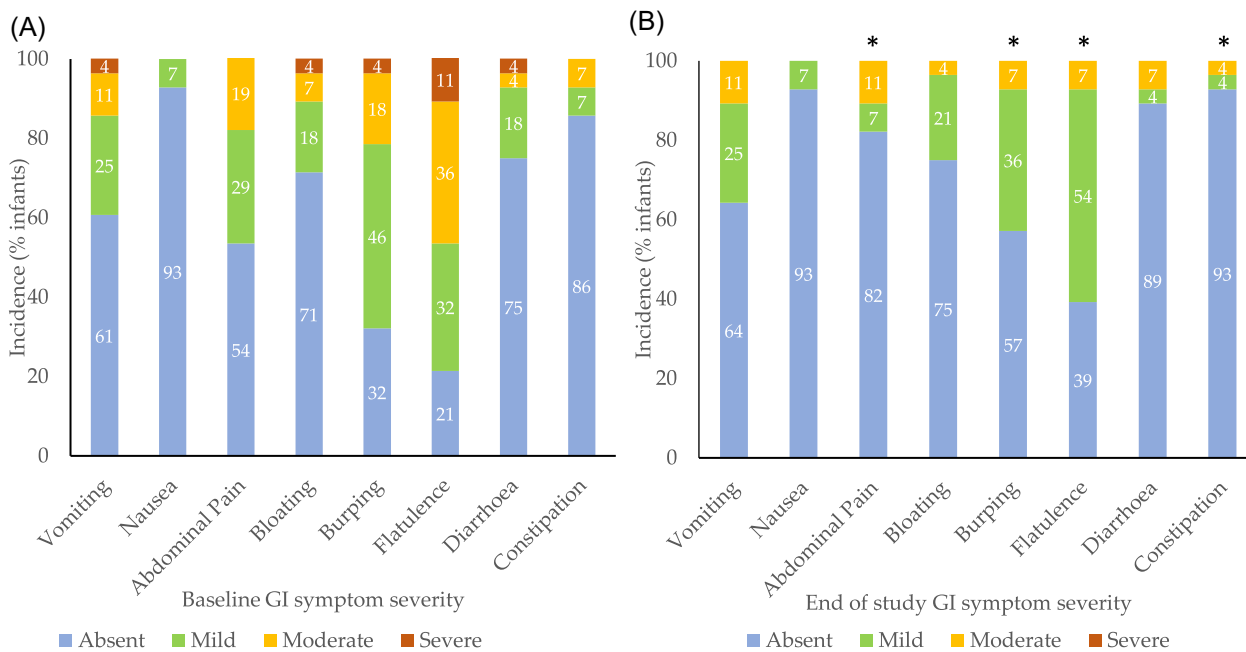 (A)
Incidence (% infants)
100
80
60
40
20
0
4 11 25 61
7 93
19 29 54
4 7 18 71
4 18 46 32
11 36 32 21
4 4 18 75
7 7 86
Vomiting
Nausea
Abdominal Pain
Bloating
Burping
Flatulence
Diarrhoea
Constipation
Baseline GI symptom severity
Absent Mild Moderate Severe
(B)
* * * *
Incidence (% infants)
100
80
60
40
20
0
11 25 64
7 93
11 7 82
4 21 75
7 36 57
7 54 39
7 4 89
4 4 93
Vomiting
Nausea
Abdominal Pain
Bloating
Burping
Flatulence
Diarrhoea
Constipation
End of study GI symptom severity
Absent Mild Moderate Severe